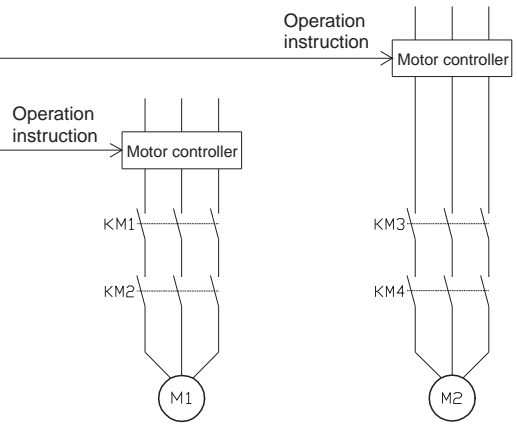 Operation
instruction
Motor controller
Operation
instruction
Motor controller
KM1
KM3
KM2
KM4
M1
M2